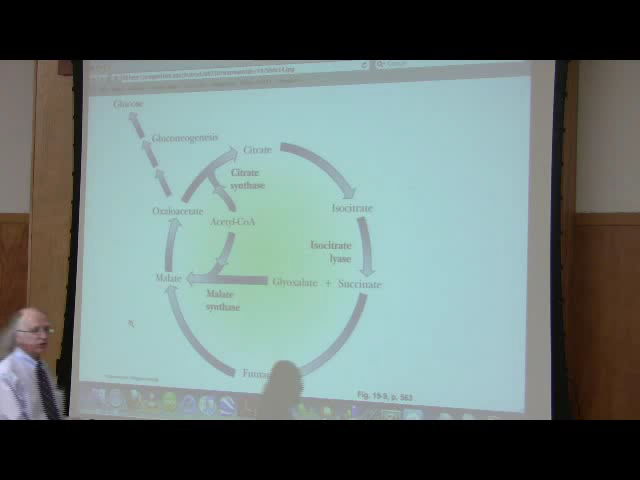 Glucose
Gluconeogenesis
Citrate
Citrate
synthase
Isocitrate
Oxaloacetate
Acetyl-CoA
Isocitrate
lyase
Malate
Glyoxalate + Succinate
Malate
synthase
Fuma
Fig. 19-9, p. 563